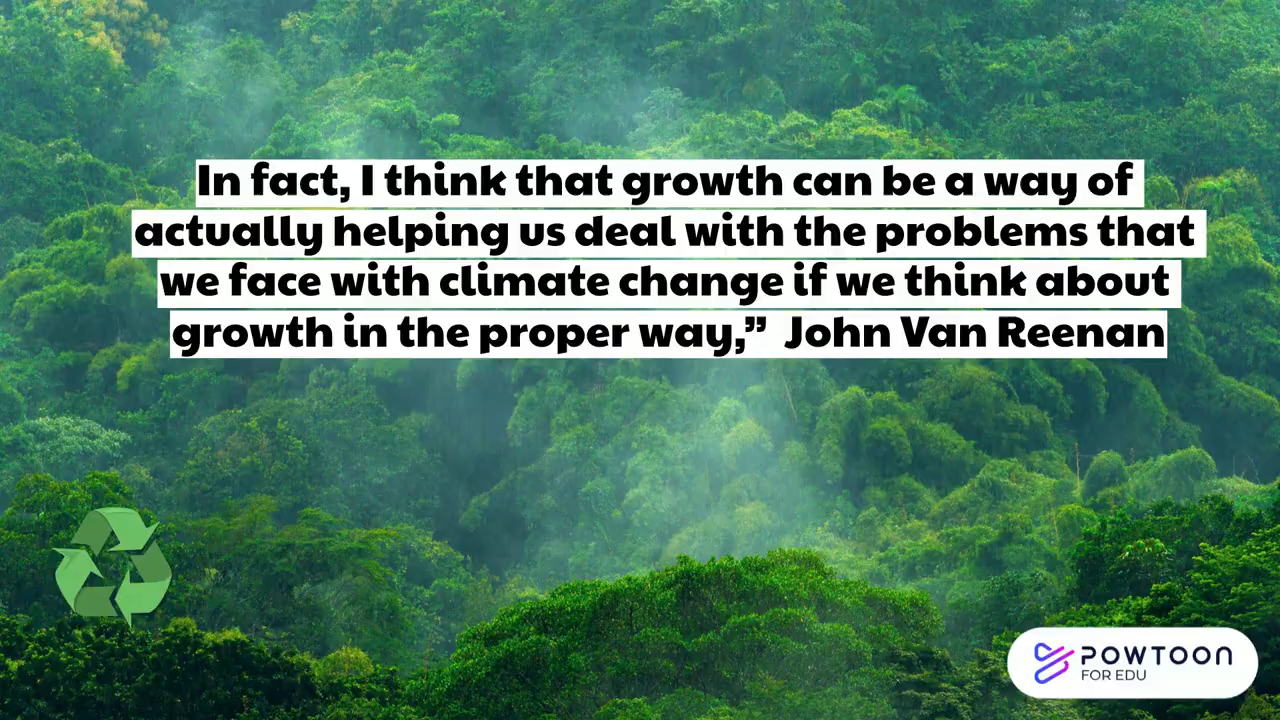 In fact, I think that growth can be a way of
actually helping us deal with the problems that
we face with climate change if we think about
growth in the proper way,”  John Van Reenan
POWTOON
FOR EDU